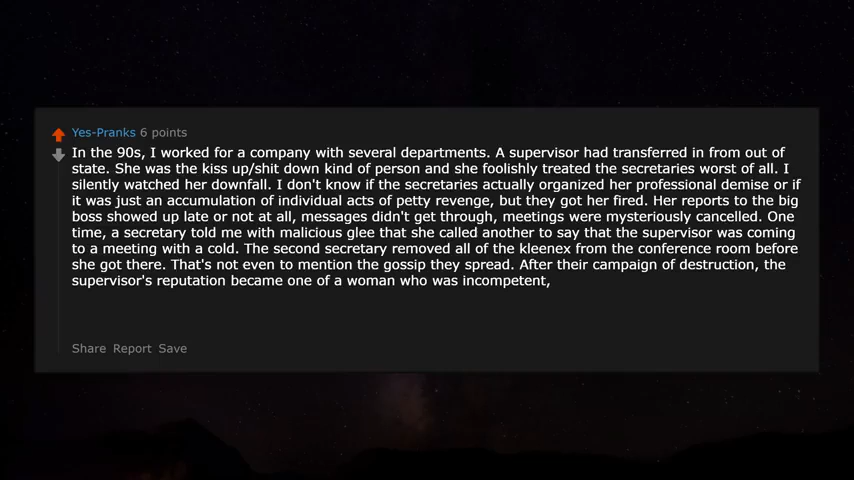 Yes-Pranks 6 points
In the 90s, I worked for a company with several departments. A supervisor had transferred in from out of
state. She was the kiss up/shit down kind of person and she foolishly treated the secretaries worst of all. I
silently watched her downfall. I don't know if the secretaries actually organized her professional demise or if
it was just an accumulation of individual acts of petty revenge, but they got her fired. Her reports to the big
boss showed up late or not at all, messages didn't get through, meetings were mysteriously cancelled. One
time, a secretary told me with malicious glee that she called another to say that the supervisor was coming
to a meeting with a cold. The second secretary removed all of the kleenex from the conference room before
she got there. That's not even to mention the gossip they spread. After their campaign of destruction, the
supervisor's reputation became one of a woman who was incompetent,
Share Report Save